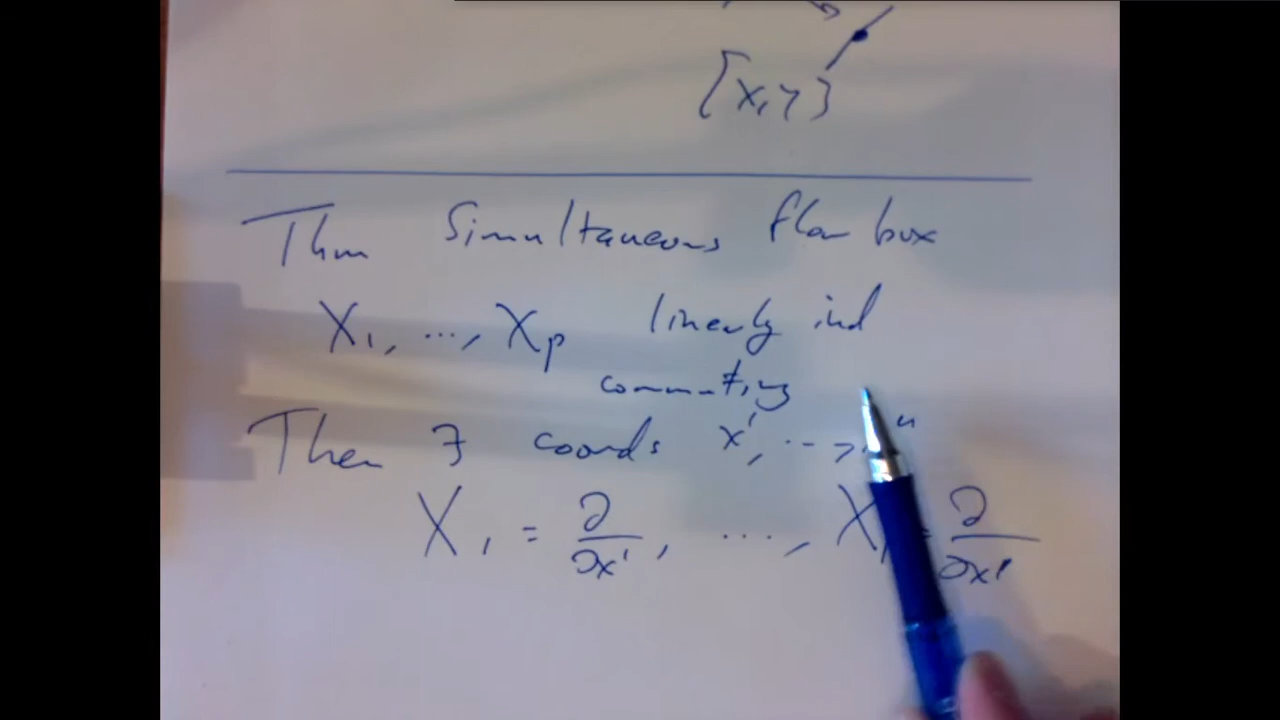 [X,Y]
Thm Simultaneous flow box
X₁, ..., Xₚ linearly ind
commuting
Then ∃ coords x¹, ..., ⁿ
X₁ = ∂/∂x¹, ..., X = ∂/∂x